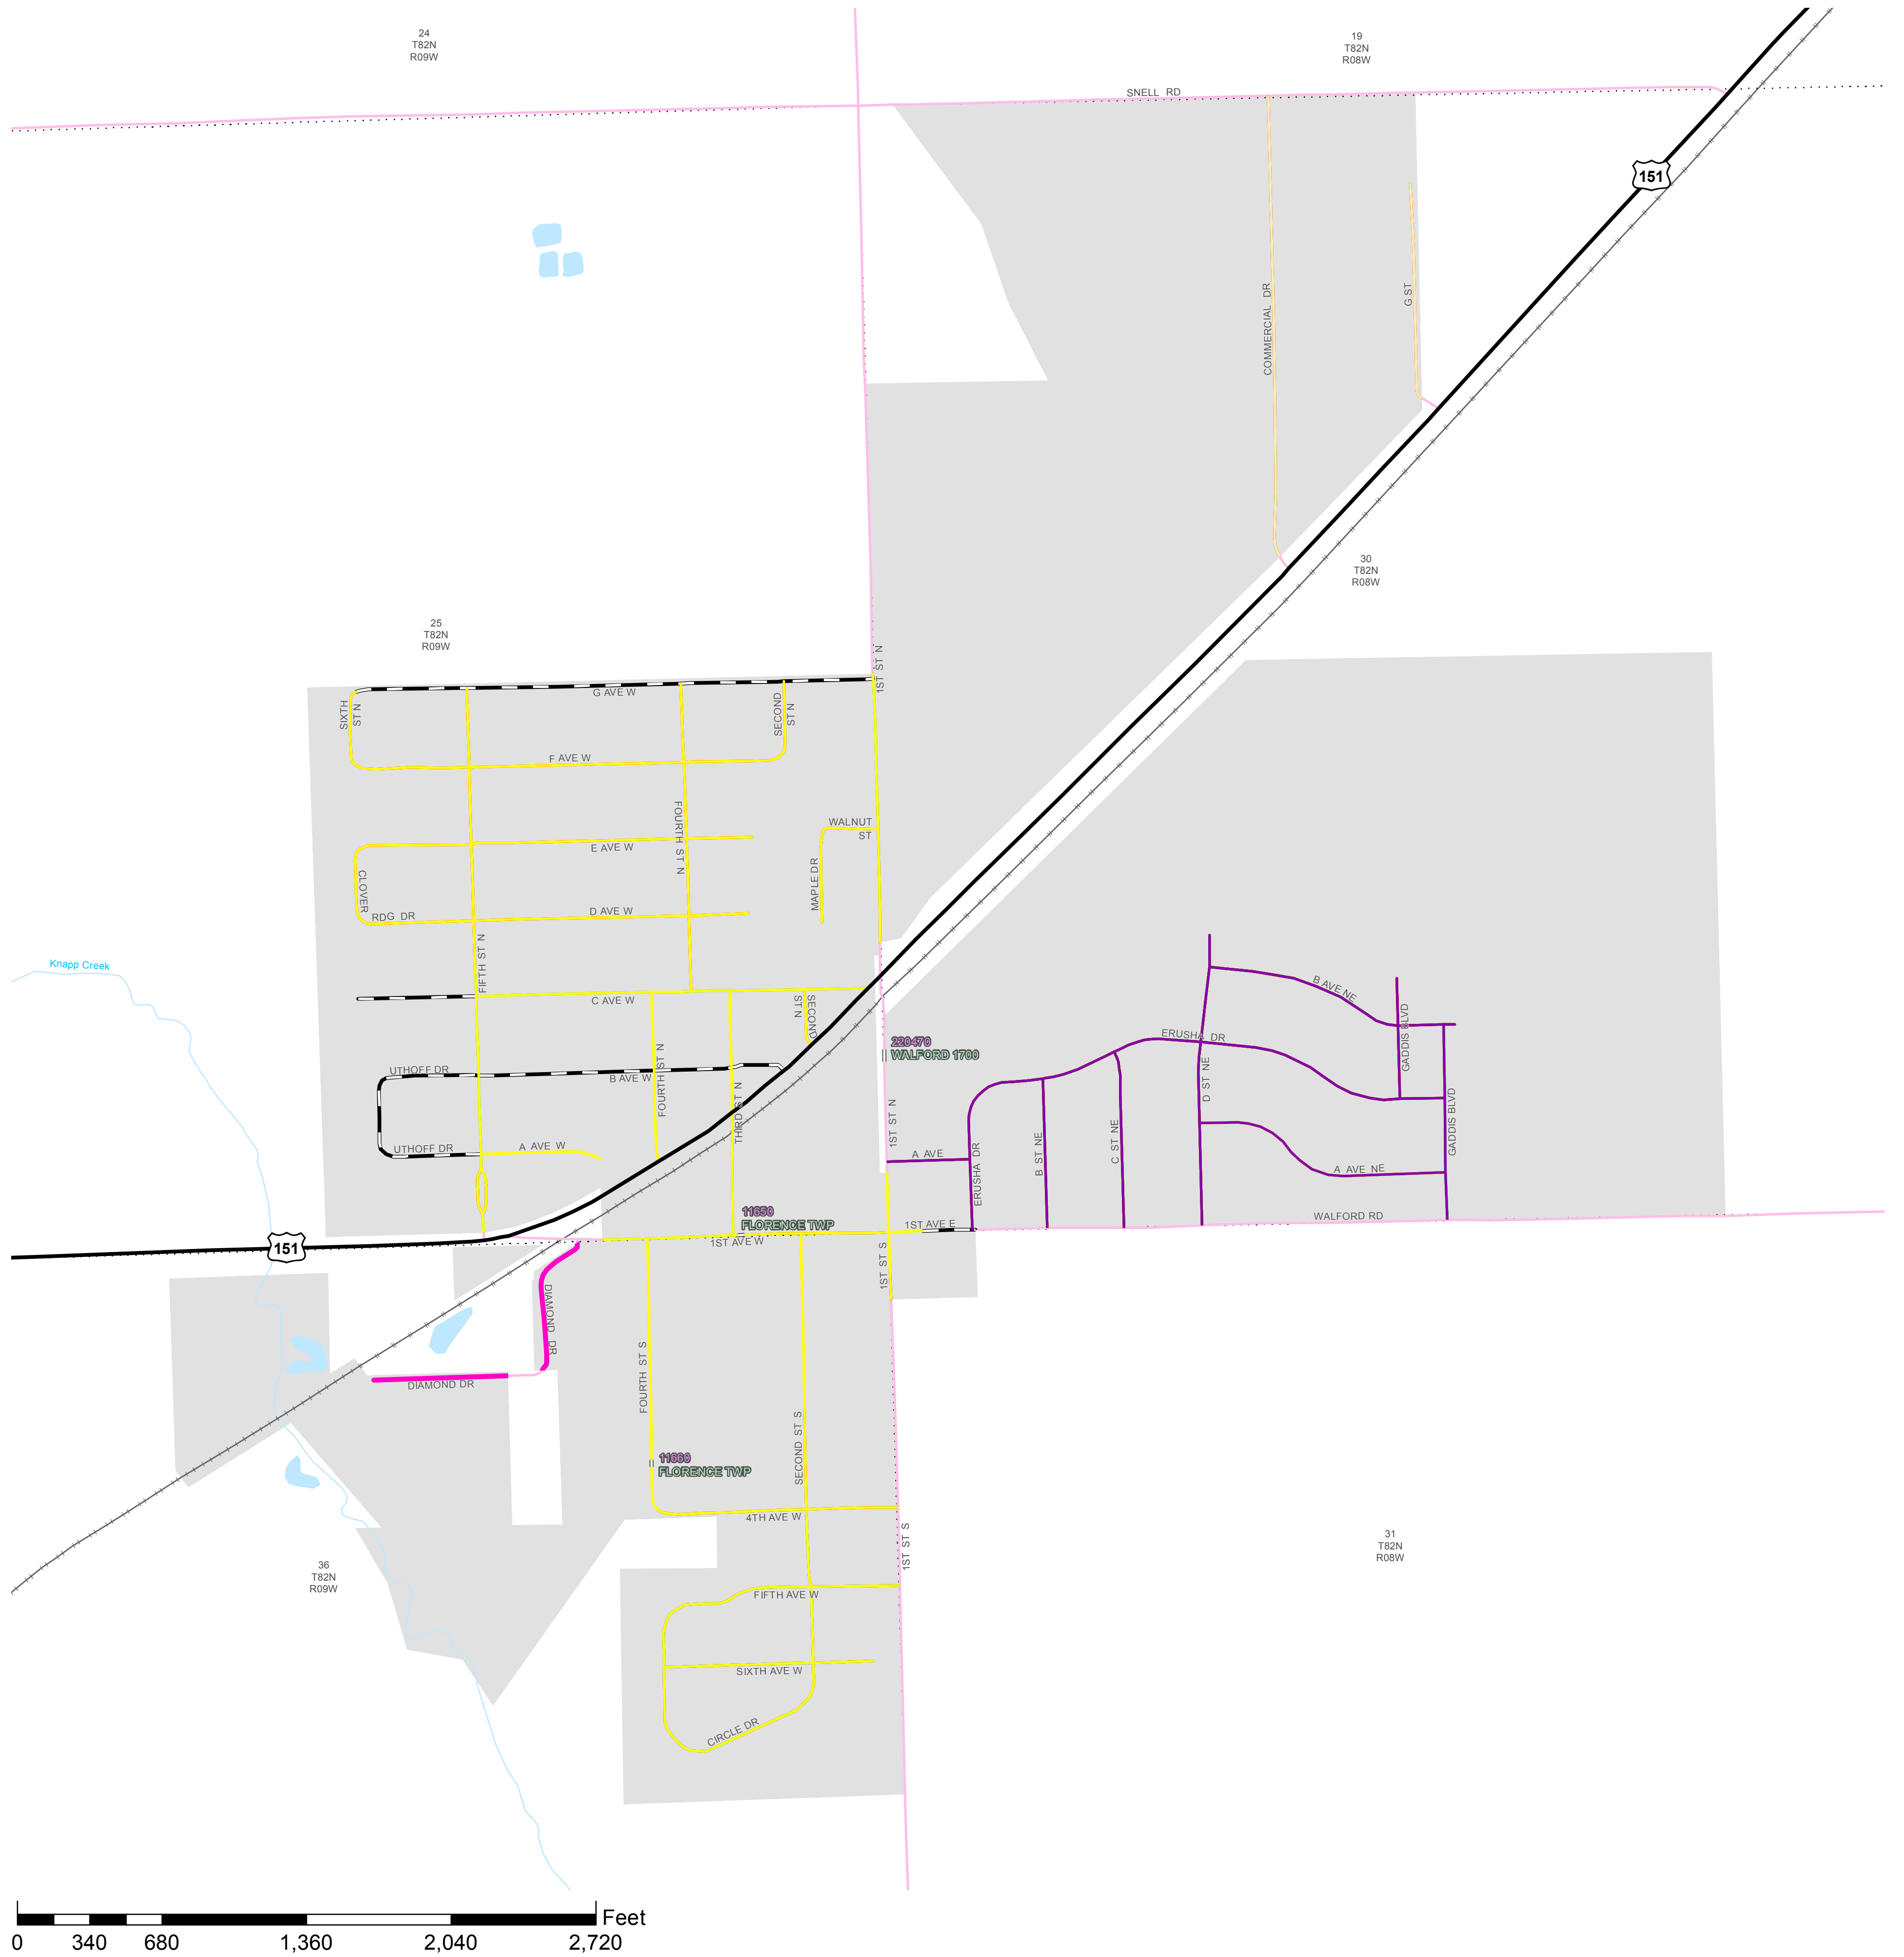 24
T82N
R09W
19
T82N
R08W
SNELL RD
151
COMMERCIAL DR
G ST
30
T82N
R08W
25
T82N
R09W
1ST ST N
G AVE W
SIXTH
ST N
SECOND
ST N
F AVE W
FOURTH ST N
WALNUT
ST
E AVE W
MAPLE DR
CLOVER
RDG DR
D AVE W
FIFTH ST N
Knapp Creek
C AVE W
SECOND
ST N
B AVE NE
GADDIS BLVD
ERUSHA DR
220470
WALFORD 1700
UTHOFF DR
B AVE W
FOURTH ST N
THIRD ST N
D ST NE
1ST ST N
C ST NE
B ST NE
GADDIS BLVD
UTHOFF DR
A AVE W
A AVE
ERUSHA DR
A AVE NE
11650
FLORENCE TWP
1ST AVE E
WALFORD RD
151
1ST AVE W
1ST ST S
DIAMOND DR
DIAMOND DR
FOURTH ST S
SECOND ST S
11660
FLORENCE TWP
4TH AVE W
1ST ST S
31
T82N
R08W
36
T82N
R09W
FIFTH AVE W
SIXTH AVE W
CIRCLE DR
Feet
0 340 680 1,360 2,040 2,720